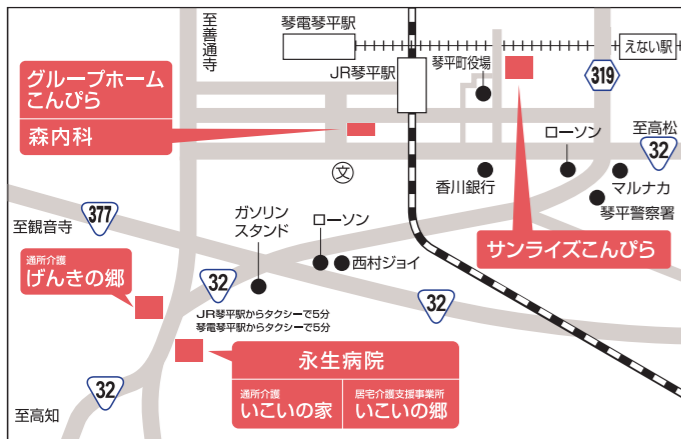 至善通寺
琴電琴平駅
えない駅
JR琴平駅
琴平町役場
319
グループホーム
こんぴら
森内科
ローソン
至高松
32
文
香川銀行
マルナカ
琴平警察署
377
至観音寺
ガソリン
スタンド
ローソン
西村ジョイ
サンライズこんぴら
通所介護
げんきの郷
32
32
JR琴平駅からタクシーで5分
琴電琴平駅からタクシーで5分
永生病院
通所介護
いこいの家
居宅介護支援事業所
いこいの郷
32
至高知